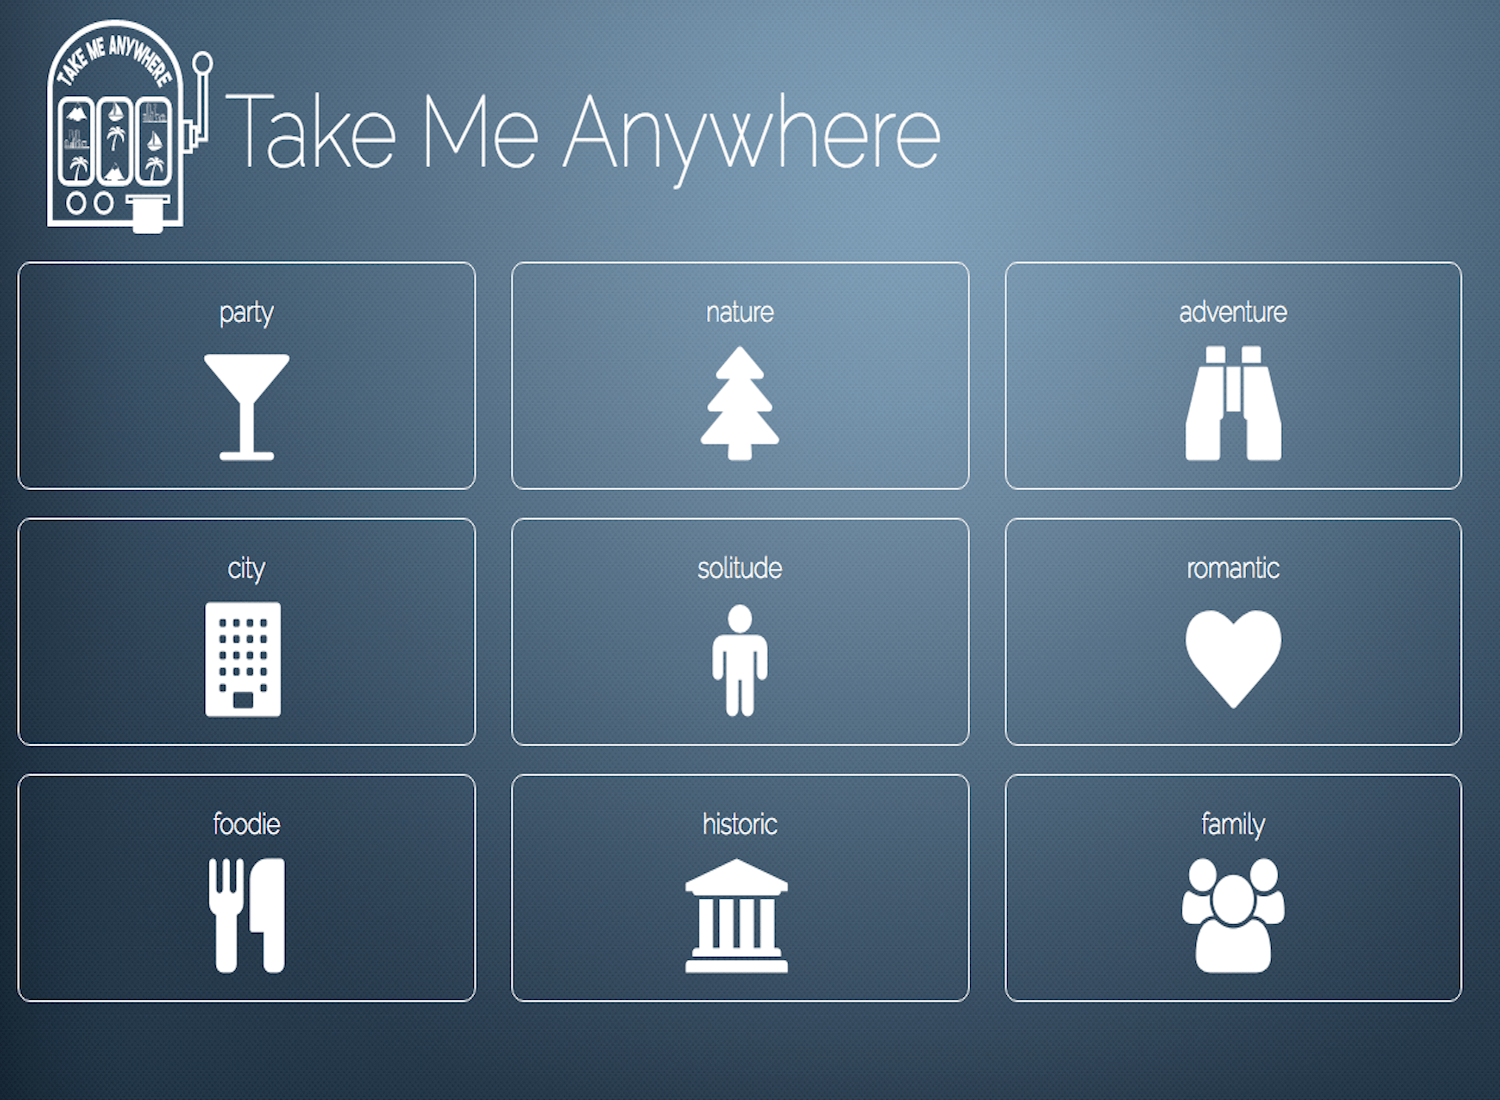 TAKE ME ANYWHERE
Take Me Anywhere
party
nature
adventure
city
solitude
romantic
foodie
historic
family